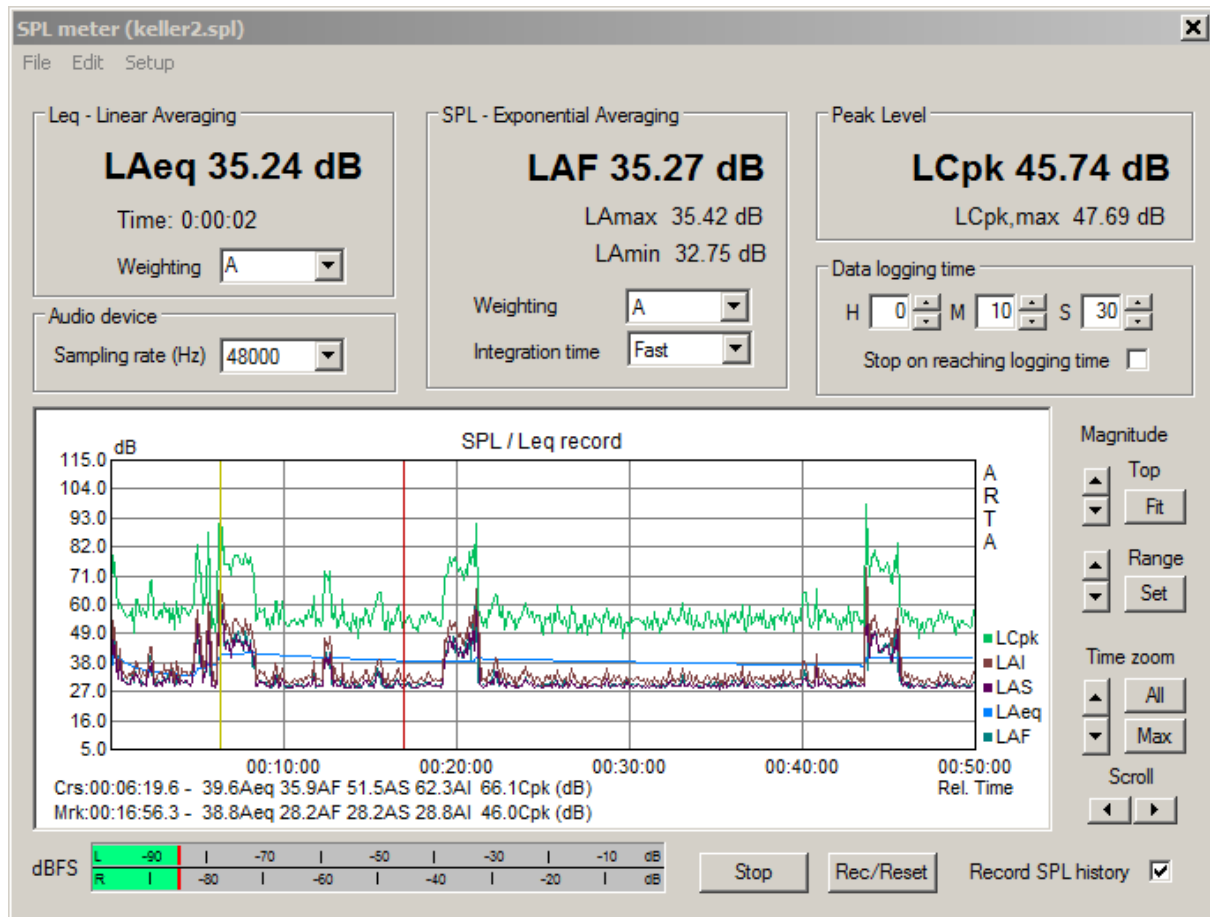 SPL meter (keller2.spl)
File Edit Setup
Leq - Linear Averaging
LAeq 35.24 dB
Time: 0:00:02
Weighting A
Audio device
Sampling rate (Hz) 48000
SPL - Exponential Averaging
LAF 35.27 dB
LAmax 35.42 dB
LAmin 32.75 dB
Weighting A
Integration time Fast
Peak Level
LCpk 45.74 dB
LCpk,max 47.69 dB
Data logging time
H 0 M 10 S 30
Stop on reaching logging time
SPL / Leq record
dB
115.0
104.0
93.0
82.0
71.0
60.0
49.0
38.0
27.0
16.0
5.0
A
R
T
A
LCpk
LAI
LAS
LAeq
LAF
00:10:00 00:20:00 00:30:00 00:40:00 00:50:00
Rel. Time
Crs:00:06:19.6 - 39.6Aeq 35.9AF 51.5AS 62.3AI 66.1Cpk (dB)
Mrk:00:16:56.3 - 38.8Aeq 28.2AF 28.2AS 28.8AI 46.0Cpk (dB)
Magnitude
Top
Fit
Range
Set
Time zoom
All
Max
Scroll
dBFS
L -90 -70 -50 -30 -10 dB
R -80 -60 -40 -20 dB
Stop
Rec/Reset
Record SPL history